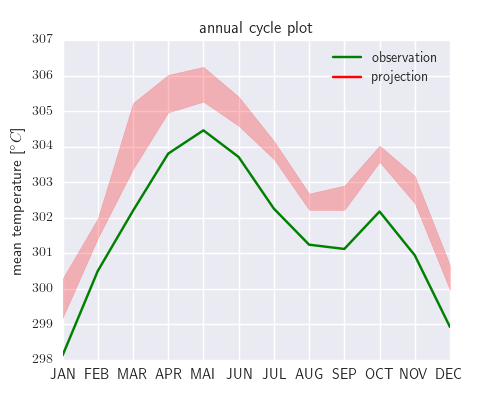 annual cycle plot
307
306
305
304
303
302
301
300
299
298
mean temperature [°C]
observation
projection
JAN FEB MAR APR MAI JUN JUL AUG SEP OCT NOV DEC